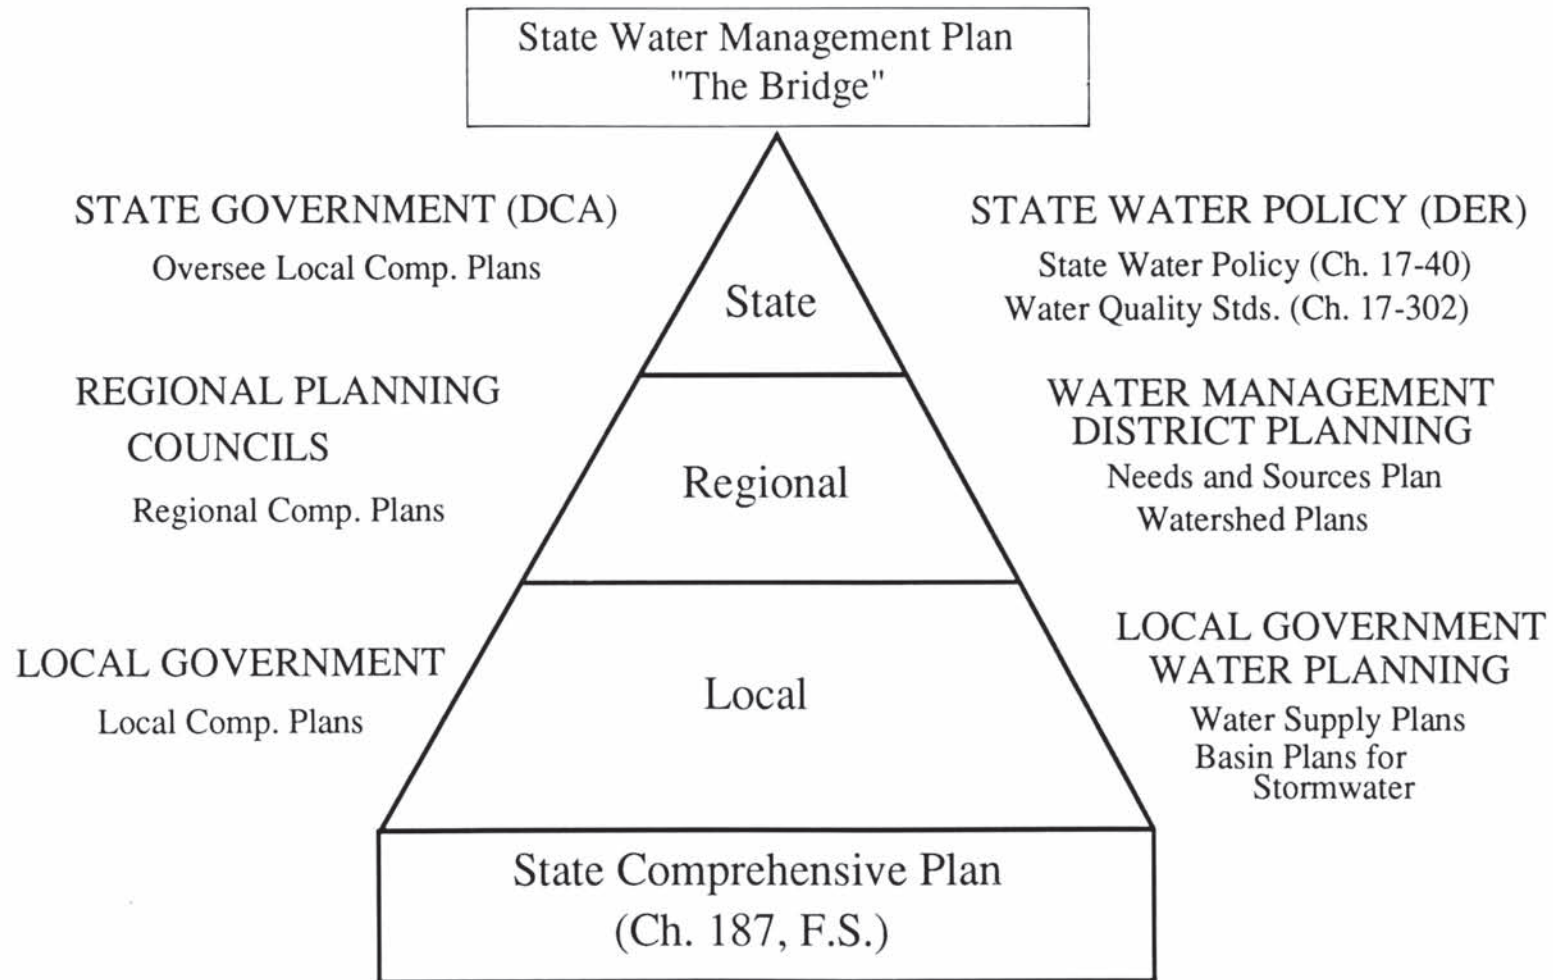 State Water Management Plan
"The Bridge"
STATE GOVERNMENT (DCA)
Oversee Local Comp. Plans
STATE WATER POLICY (DER)
State Water Policy (Ch. 17-40)
Water Quality Stds. (Ch. 17-302)
State
REGIONAL PLANNING
COUNCILS
Regional Comp. Plans
Regional
WATER MANAGEMENT
DISTRICT PLANNING
Needs and Sources Plan
Watershed Plans
LOCAL GOVERNMENT
Local Comp. Plans
Local
LOCAL GOVERNMENT
WATER PLANNING
Water Supply Plans
Basin Plans for
Stormwater
State Comprehensive Plan
(Ch. 187, F.S.)